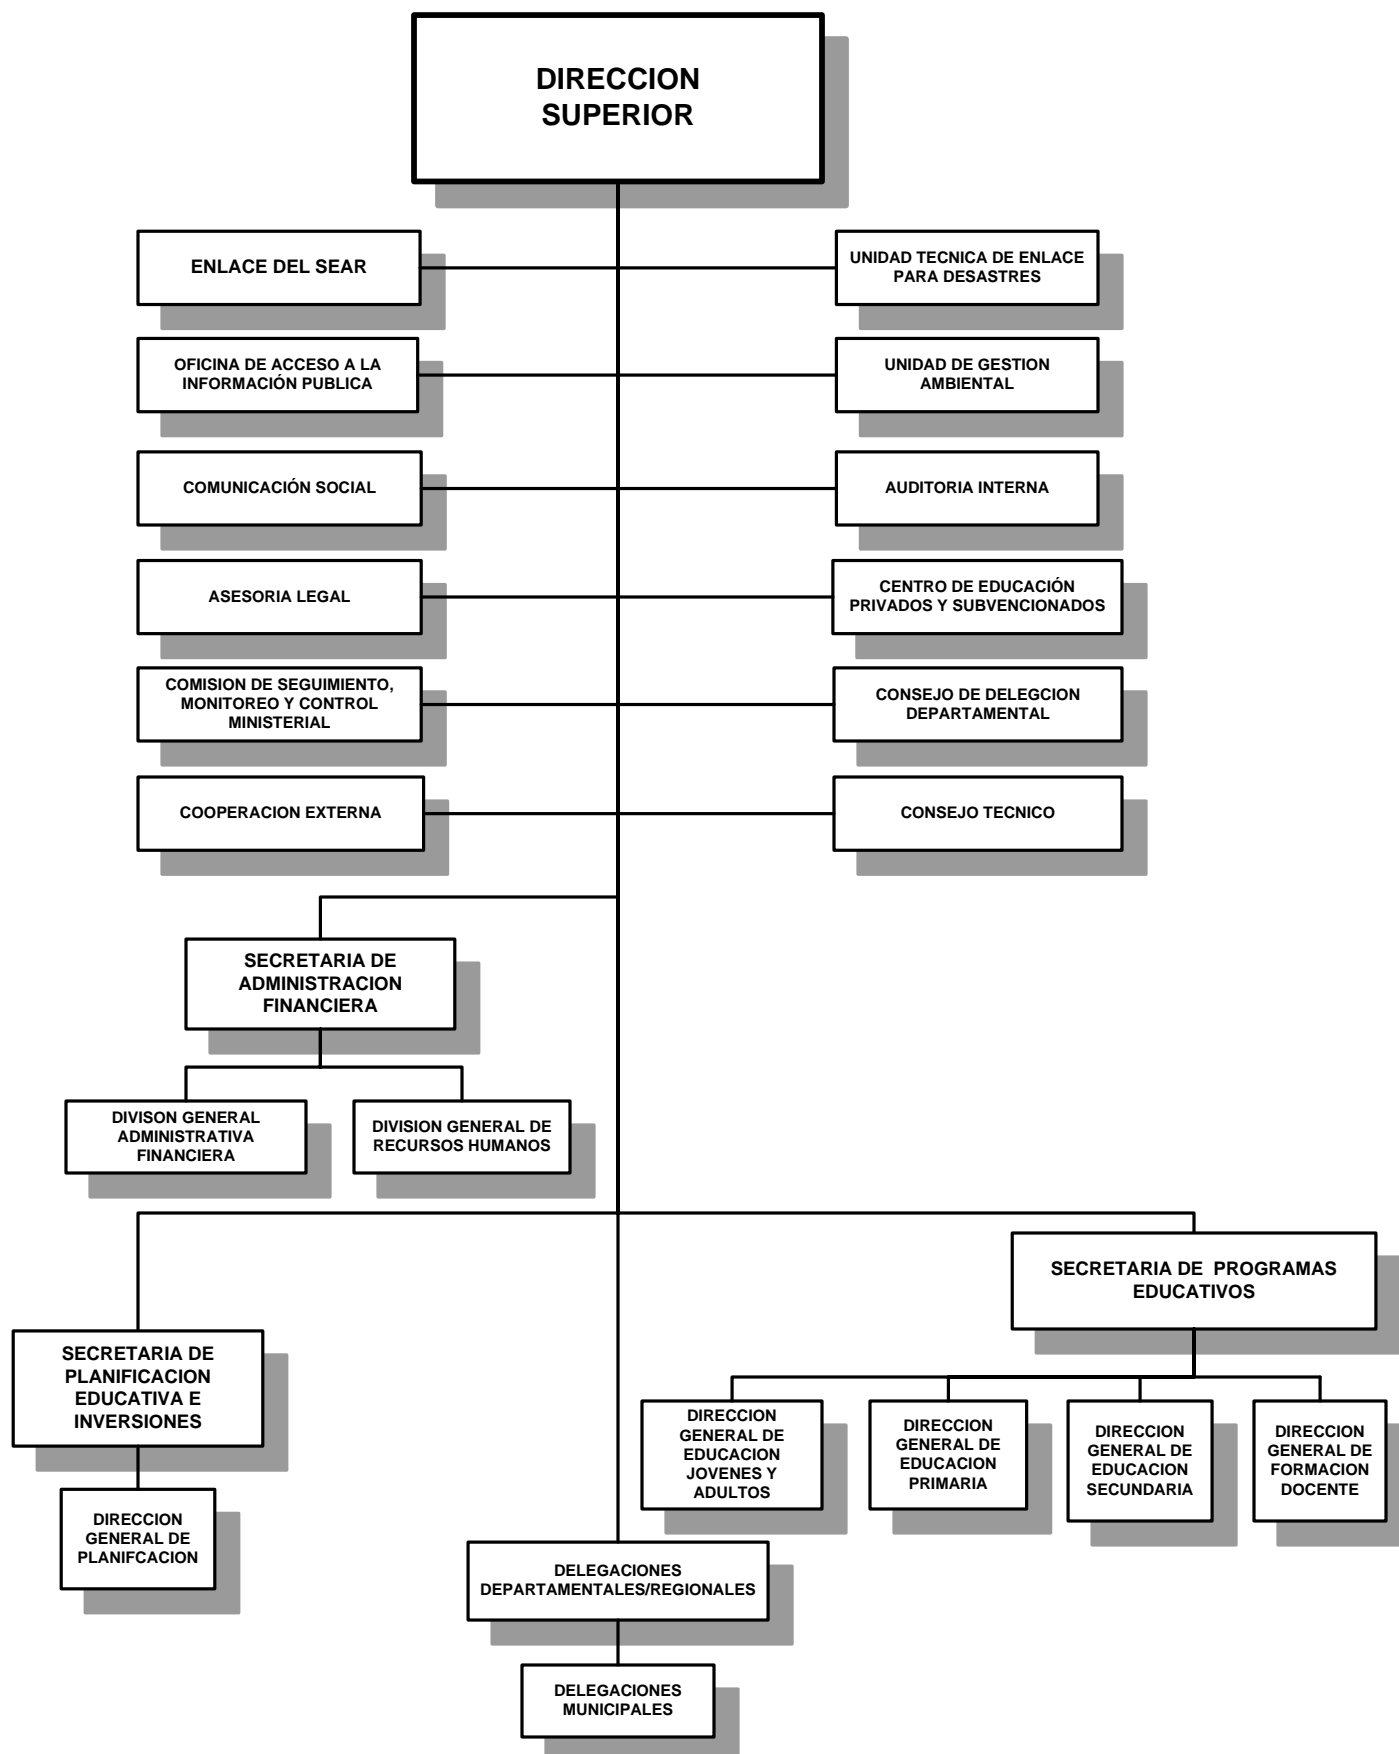 DIRECCION
SUPERIOR
ENLACE DEL SEAR
UNIDAD TECNICA DE ENLACE
PARA DESASTRES
OFICINA DE ACCESO A LA
INFORMACIÓN PUBLICA
UNIDAD DE GESTION
AMBIENTAL
COMUNICACIÓN SOCIAL
AUDITORIA INTERNA
ASESORIA LEGAL
CENTRO DE EDUCACIÓN
PRIVADOS Y SUBVENCIONADOS
COMISION DE SEGUIMIENTO,
MONITOREO Y CONTROL
MINISTERIAL
CONSEJO DE DELEGCION
DEPARTAMENTAL
COOPERACION EXTERNA
CONSEJO TECNICO
SECRETARIA DE
ADMINISTRACION
FINANCIERA
DIVISON GENERAL
ADMINISTRATIVA
FINANCIERA
DIVISION GENERAL DE
RECURSOS HUMANOS
SECRETARIA DE PROGRAMAS
EDUCATIVOS
SECRETARIA DE
PLANIFICACION
EDUCATIVA E
INVERSIONES
DIRECCION
GENERAL DE
EDUCACION
JOVENES Y
ADULTOS
DIRECCION
GENERAL DE
EDUCACION
PRIMARIA
DIRECCION
GENERAL DE
EDUCACION
SECUNDARIA
DIRECCION
GENERAL DE
FORMACION
DOCENTE
DIRECCION
GENERAL DE
PLANIFCACION
DELEGACIONES
DEPARTAMENTALES/REGIONALES
DELEGACIONES
MUNICIPALES